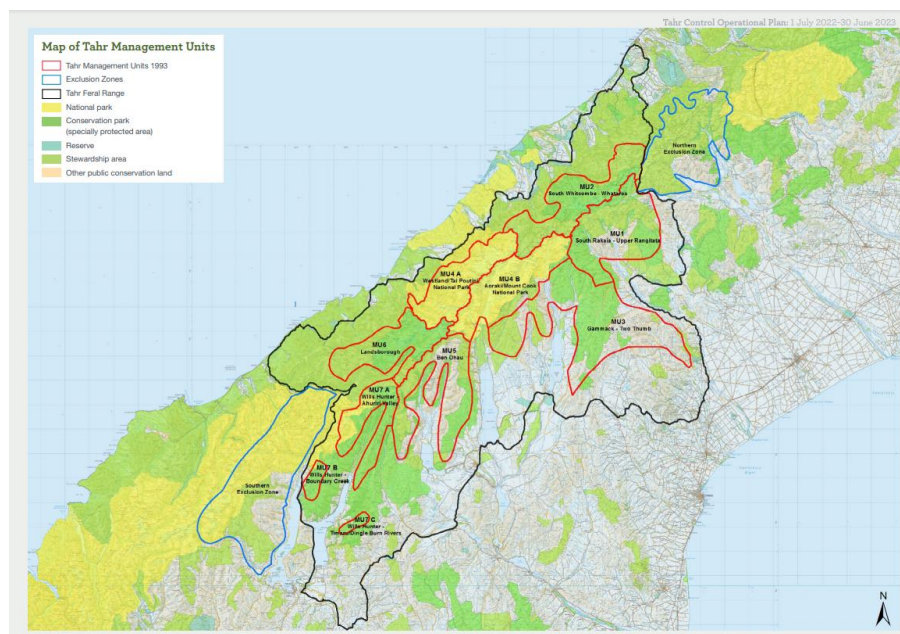 Tahr Control Operational Plan: 1 July 2022-30 June 2023
Map of Tahr Management Units
Tahr Management Units 1993
Exclusion Zones
Tahr Feral Range
National park
Conservation park
(specially protected area)
Reserve
Stewardship area
Other public conservation land
Northern
Exclusion Zone
MU2
South Whitcombe - Whataroa
MU1
South Rakaia - Upper Rangitata
MU4 A
Westland/Tai Poutini
National Park
MU4 B
Aoraki/Mount Cook
National Park
MU3
Gammack - Two Thumb
MU6
Landsborough
MU5
Ben Ohau
MU7 A
Wills Hunter
Ahuriri Valley
MU7 B
Wills Hunter -
Boundary Creek
Southern
Exclusion Zone
MU7 C
Wills Hunter -
Timaru/Dingle Burn Rivers
N